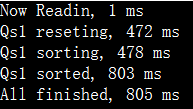 Now Readin, 1 ms
Qs1 reseting, 472 ms
Qs1 sorting, 478 ms
Qs1 sorted, 803 ms
All finished, 805 ms